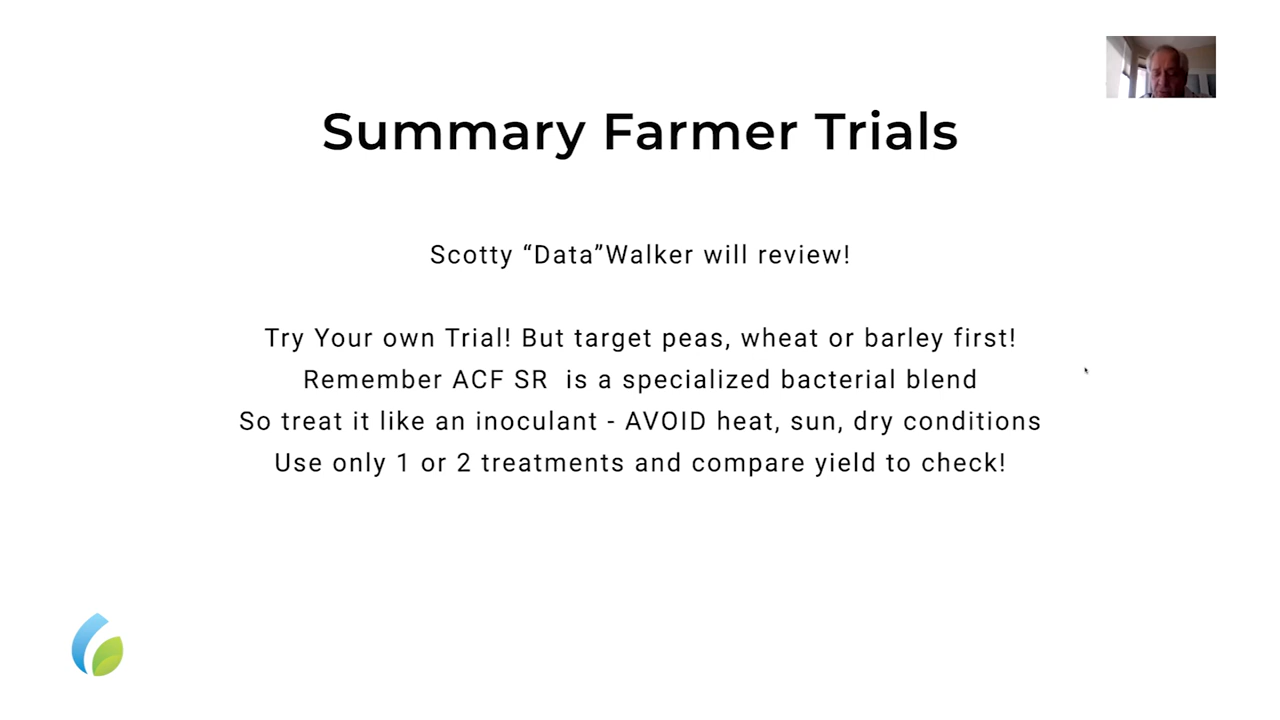 Summary Farmer Trials
Scotty “Data”Walker will review!
Try Your own Trial! But target peas, wheat or barley first!
Remember ACF SR  is a specialized bacterial blend
So treat it like an inoculant - AVOID heat, sun, dry conditions
Use only 1 or 2 treatments and compare yield to check!